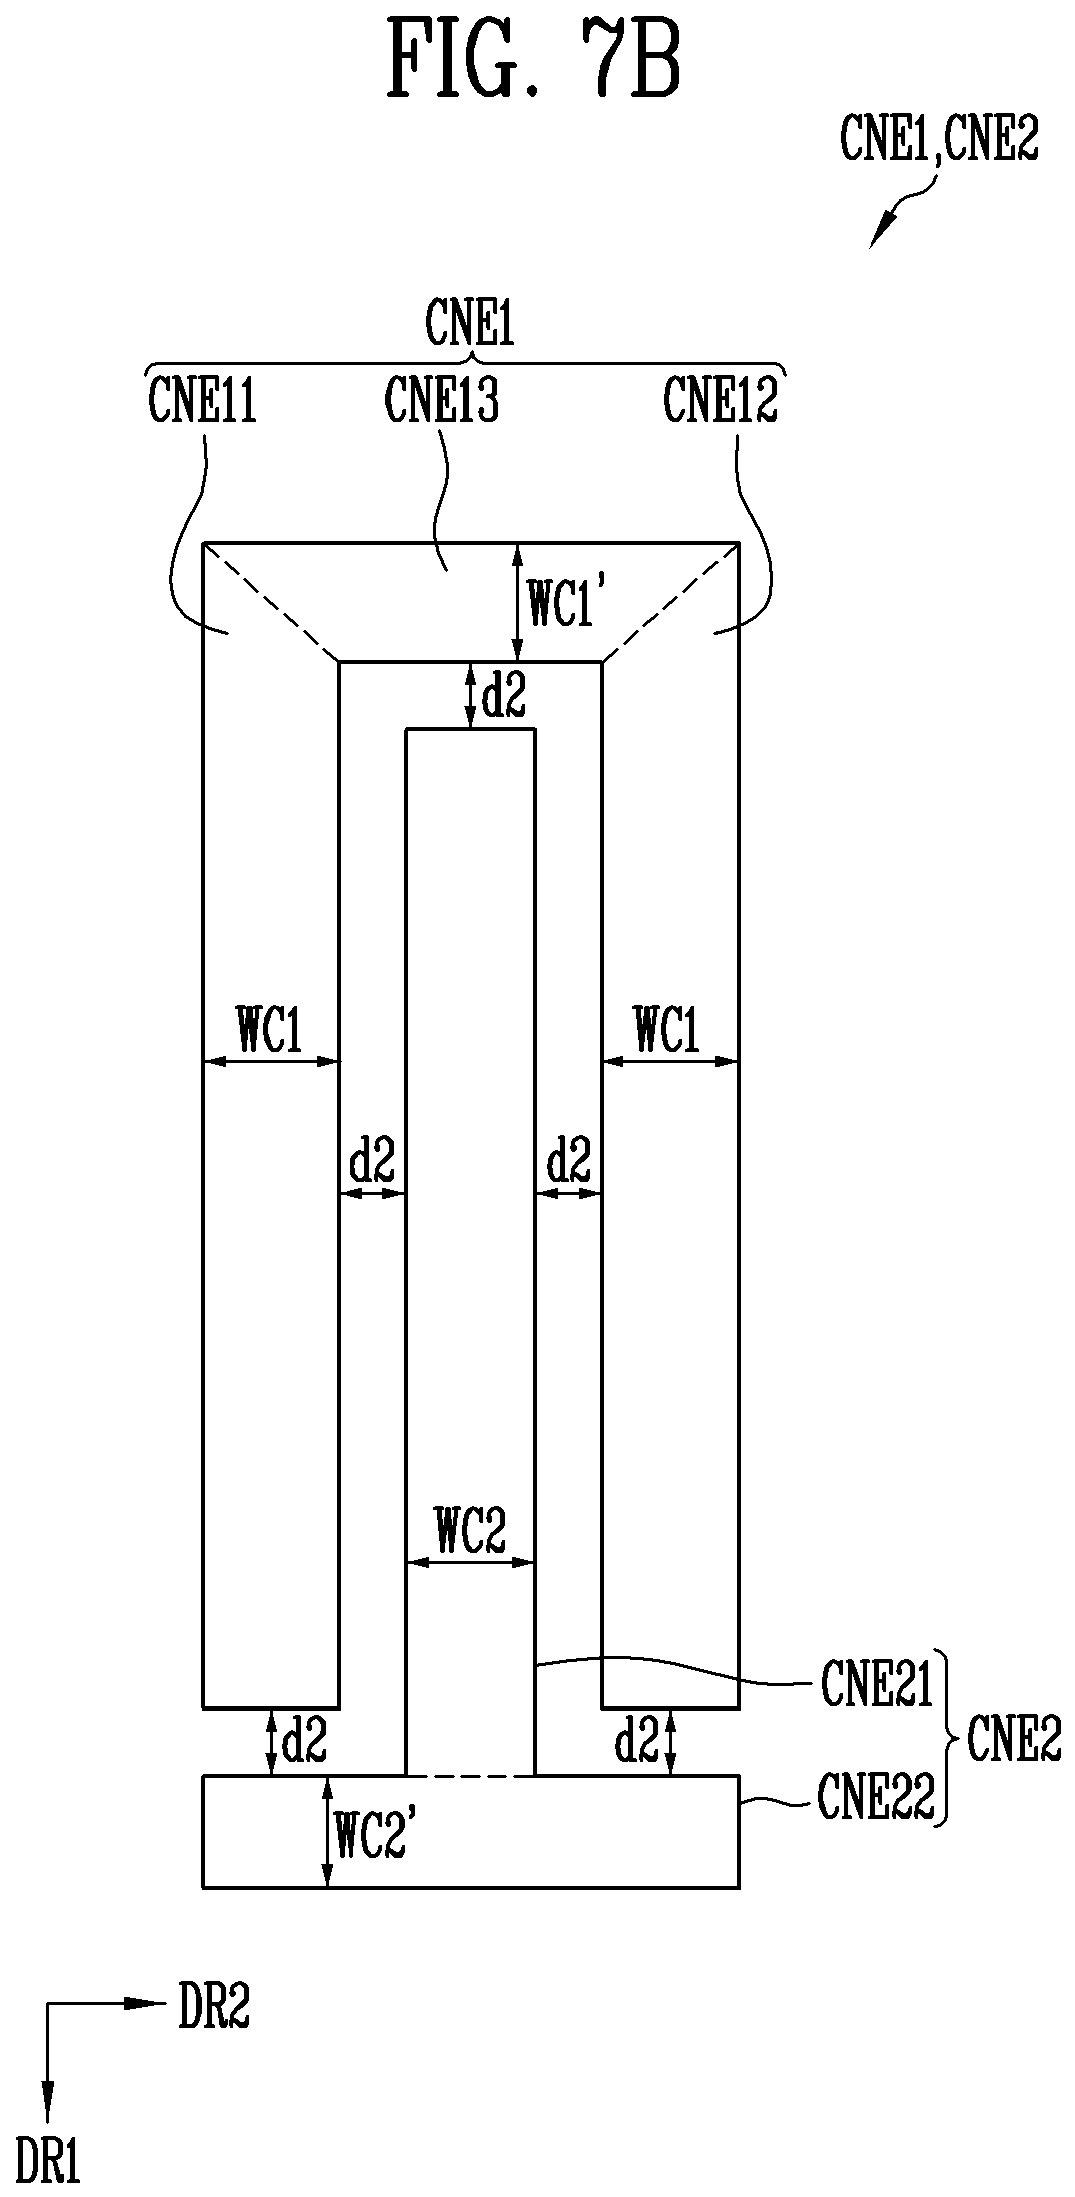 FIG. 7B
CNE1,CNE2
CNE1
CNE11 CNE13 CNE12
WC1'
d2
WC1 WC1
d2 d2
WC2
CNE21
CNE2
d2 d2
CNE22
WC2'
DR2
DR1